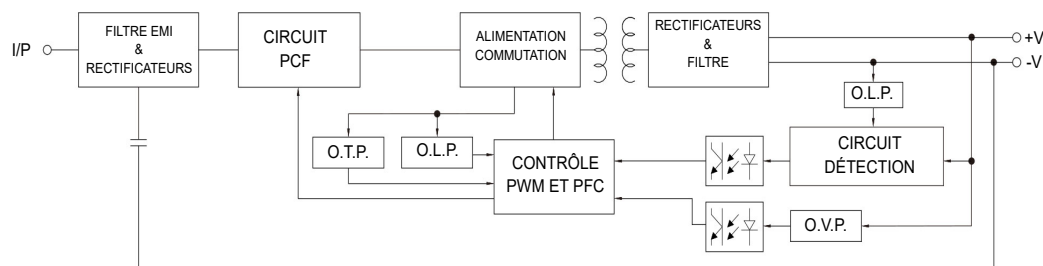 I/P
FILTRE EMI
&
RECTIFICATEURS
CIRCUIT
PCF
ALIMENTATION
COMMUTATION
RECTIFICATEURS
&
FILTRE
+V
-V
O.L.P.
O.T.P.
O.L.P.
CONTRÔLE
PWM ET PFC
CIRCUIT
DÉTECTION
O.V.P.